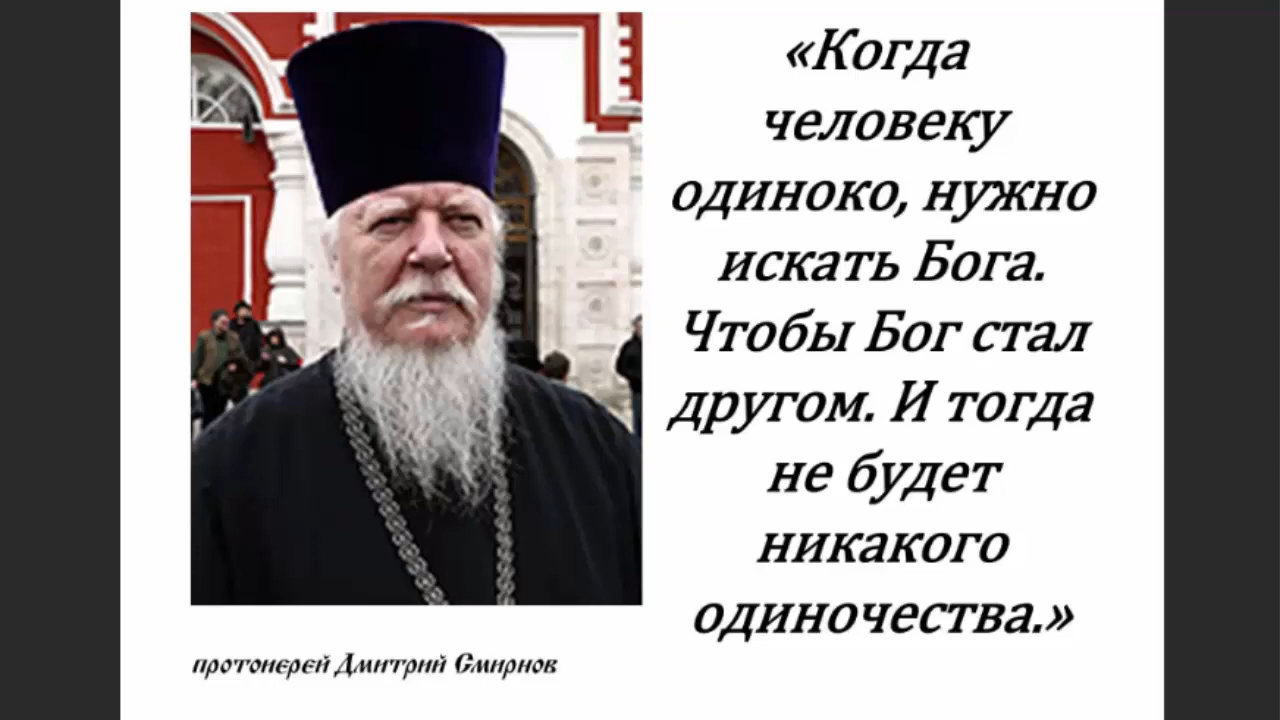 «Когда
человеку
одиноко, нужно
искать Бога.
Чтобы Бог стал
другом. И тогда
не будет
никакого
одиночества.»
протоиерей Дмитрий Смирнов